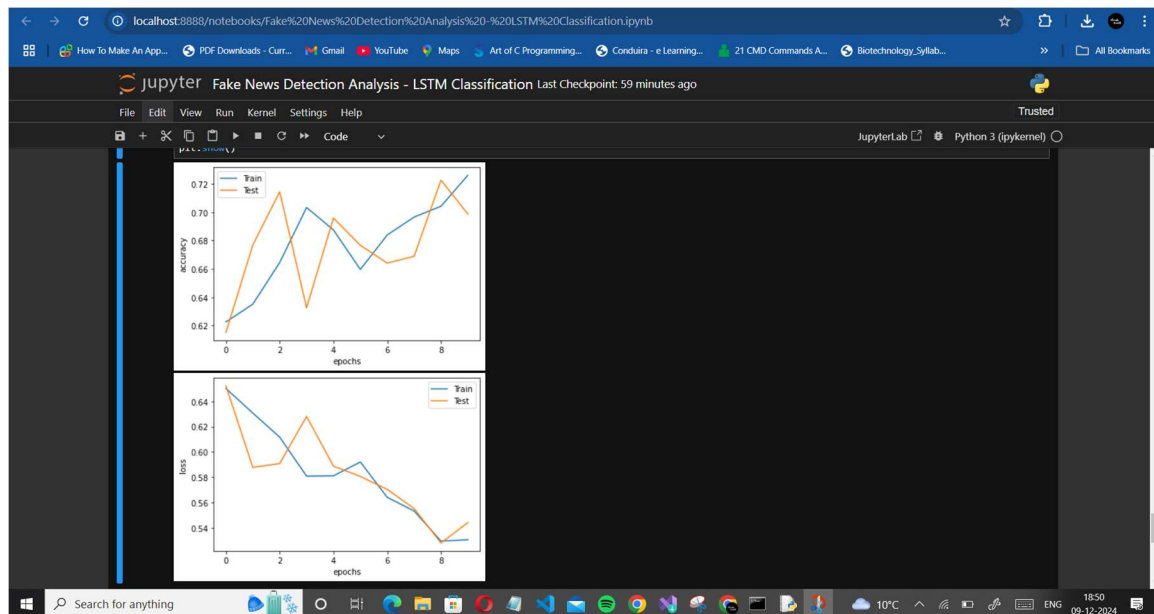 localhost:8888/notebooks/Fake%20News%20Detection%20Analysis%20-%20LSTM%20Classification.ipynb
How To Make An App... PDF Downloads - Curr... Gmail YouTube Maps Art of C Programming... Conduira - e Learning... 21 CMD Commands A... Biotechnology_Syllab... » All Bookmarks
jupyter Fake News Detection Analysis - LSTM Classification Last Checkpoint: 59 minutes ago
File Edit View Run Kernel Settings Help Trusted
Code JupyterLab Python 3 (ipykernel)
plt.show()
Train
Test
0.72
0.70
0.68
0.66
0.64
0.62
accuracy
0 2 4 6 8
epochs
Train
Test
0.64
0.62
0.60
0.58
0.56
0.54
loss
0 2 4 6 8
epochs
Search for anything 10°C ENG 18:50
09-12-2024